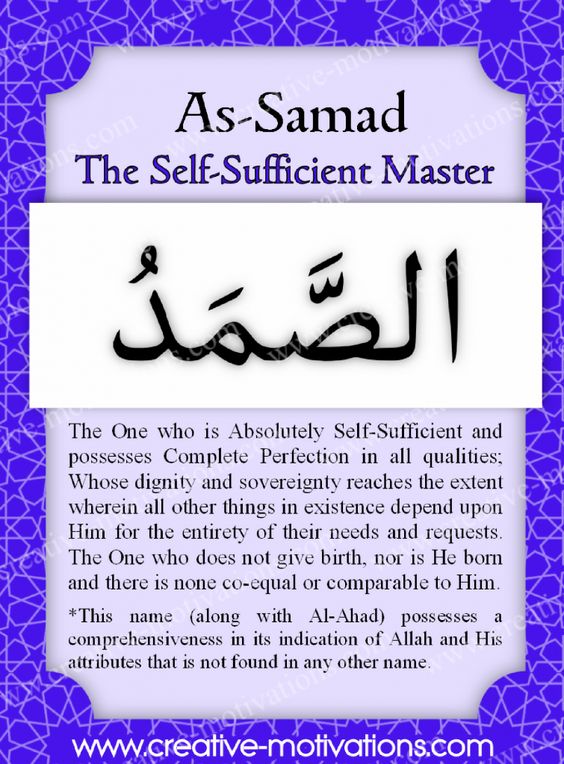 As-Samad
The Self-Sufficient Master
الصَّمَدُ
The One who is Absolutely Self-Sufficient and
possesses Complete Perfection in all qualities;
Whose dignity and sovereignty reaches the extent
wherein all other things in existence depend upon
Him for the entirety of their needs and requests.
The One who does not give birth, nor is He born
and there is none co-equal or comparable to Him.
*This name (along with Al-Ahad) possesses a
comprehensiveness in its indication of Allah and His
attributes that is not found in any other name.
www.creative-motivations.com